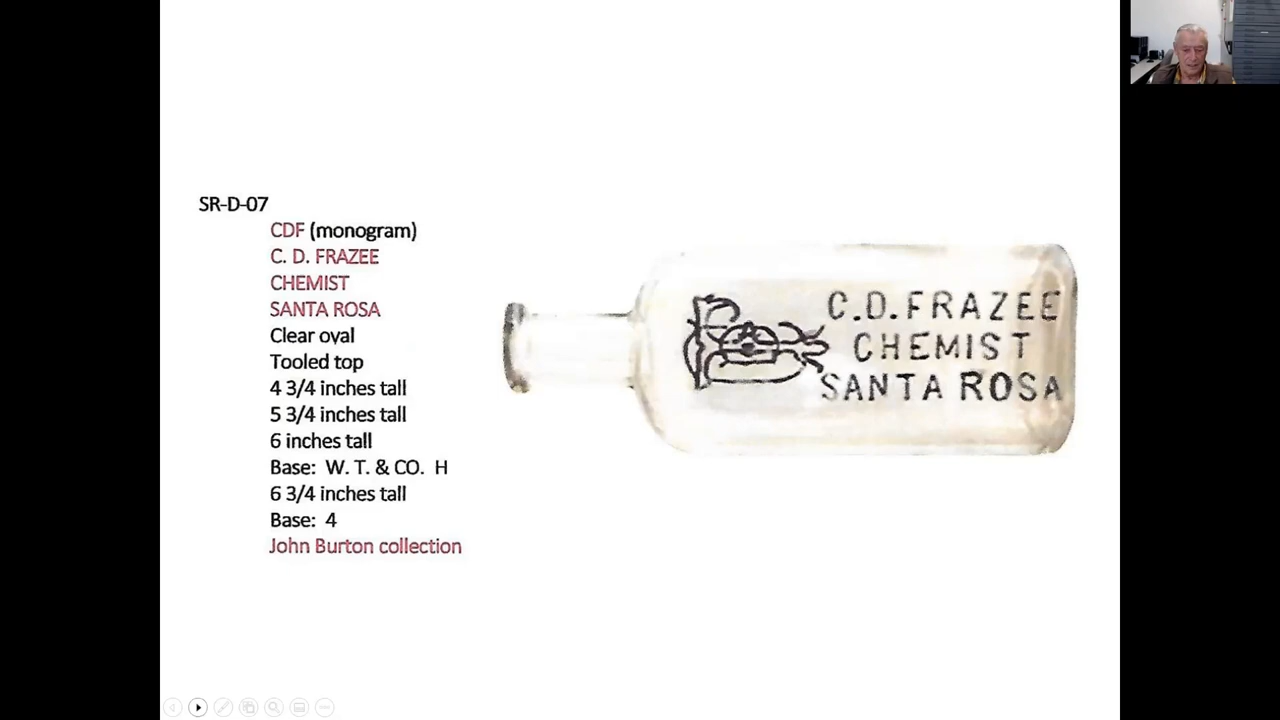 SR-D-07
CDF (monogram)
C. D. FRAZEE
CHEMIST
SANTA ROSA
Clear oval
Tooled top
4 3/4 inches tall
5 3/4 inches tall
6 inches tall
Base: W. T. & CO. H
6 3/4 inches tall
Base: 4
John Burton collection
C.D. FRAZEE
CHEMIST
SANTA ROSA